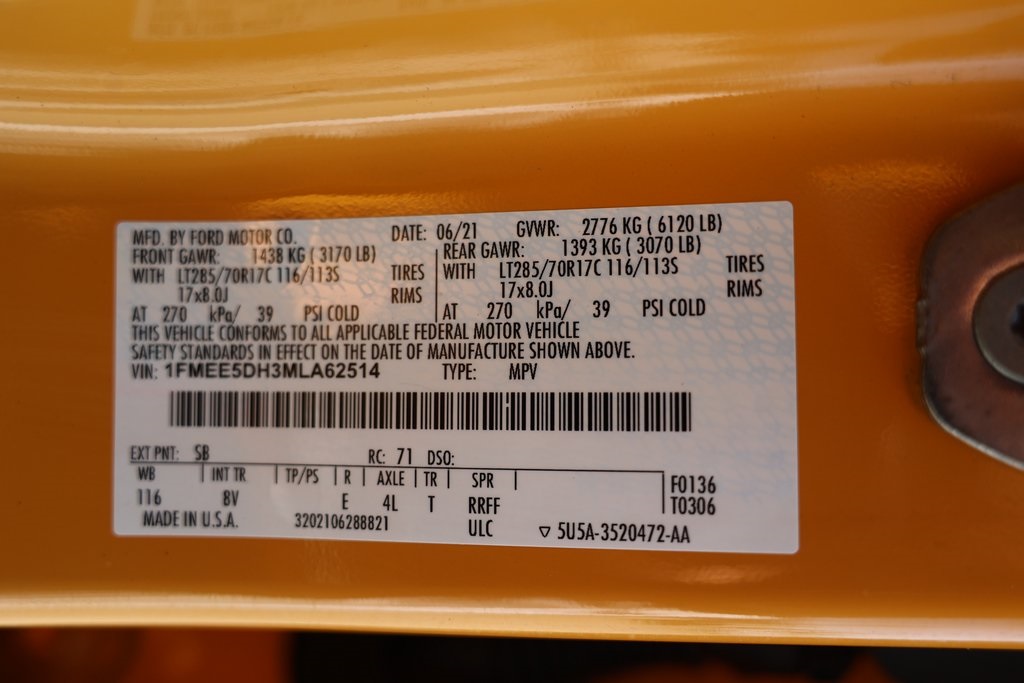 MFD. BY FORD MOTOR CO. DATE: 06/21 GVWR: 2776 KG ( 6120 LB)
FRONT GAWR: 1438 KG ( 3170 LB) REAR GAWR: 1393 KG ( 3070 LB)
WITH LT285/70R17C 116/113S TIRES WITH LT285/70R17C 116/113S TIRES
17x8.0J RIMS 17x8.0J RIMS
AT 270 kPa/ 39 PSI COLD AT 270 kPa/ 39 PSI COLD
THIS VEHICLE CONFORMS TO ALL APPLICABLE FEDERAL MOTOR VEHICLE
SAFETY STANDARDS IN EFFECT ON THE DATE OF MANUFACTURE SHOWN ABOVE.
VIN: 1FMEE5DH3MLA62514 TYPE: MPV
EXT PNT: SB RC: 71 DSO:
WB INT TR TP/PS R AXLE TR SPR F0136
116 8V E 4L T RRFF T0306
MADE IN U.S.A. 3202106288821 ULC ▽ 5U5A-3520472-AA